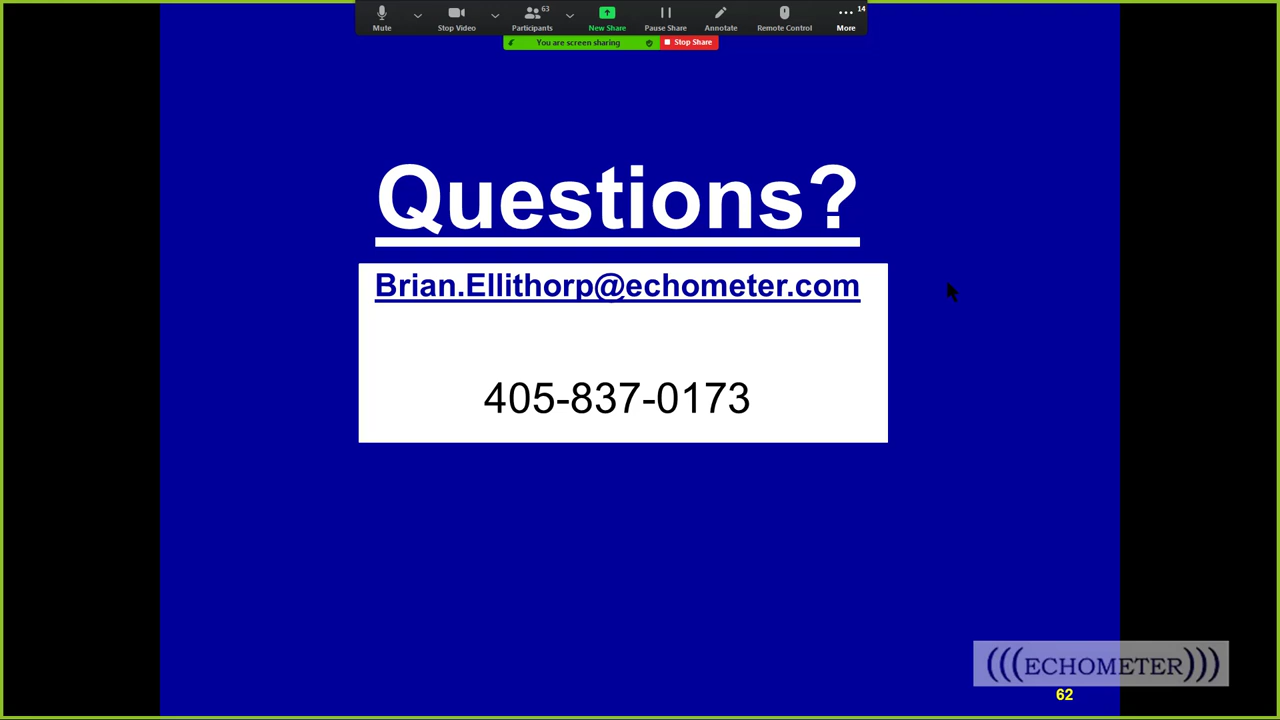 63
14
Mute
Stop Video
Participants
New Share
Pause Share
Annotate
Remote Control
More
You are screen sharing
Stop Share
Questions?
Brian.Ellithorp@echometer.com
405-837-0173
(((ECHOMETER)))
62